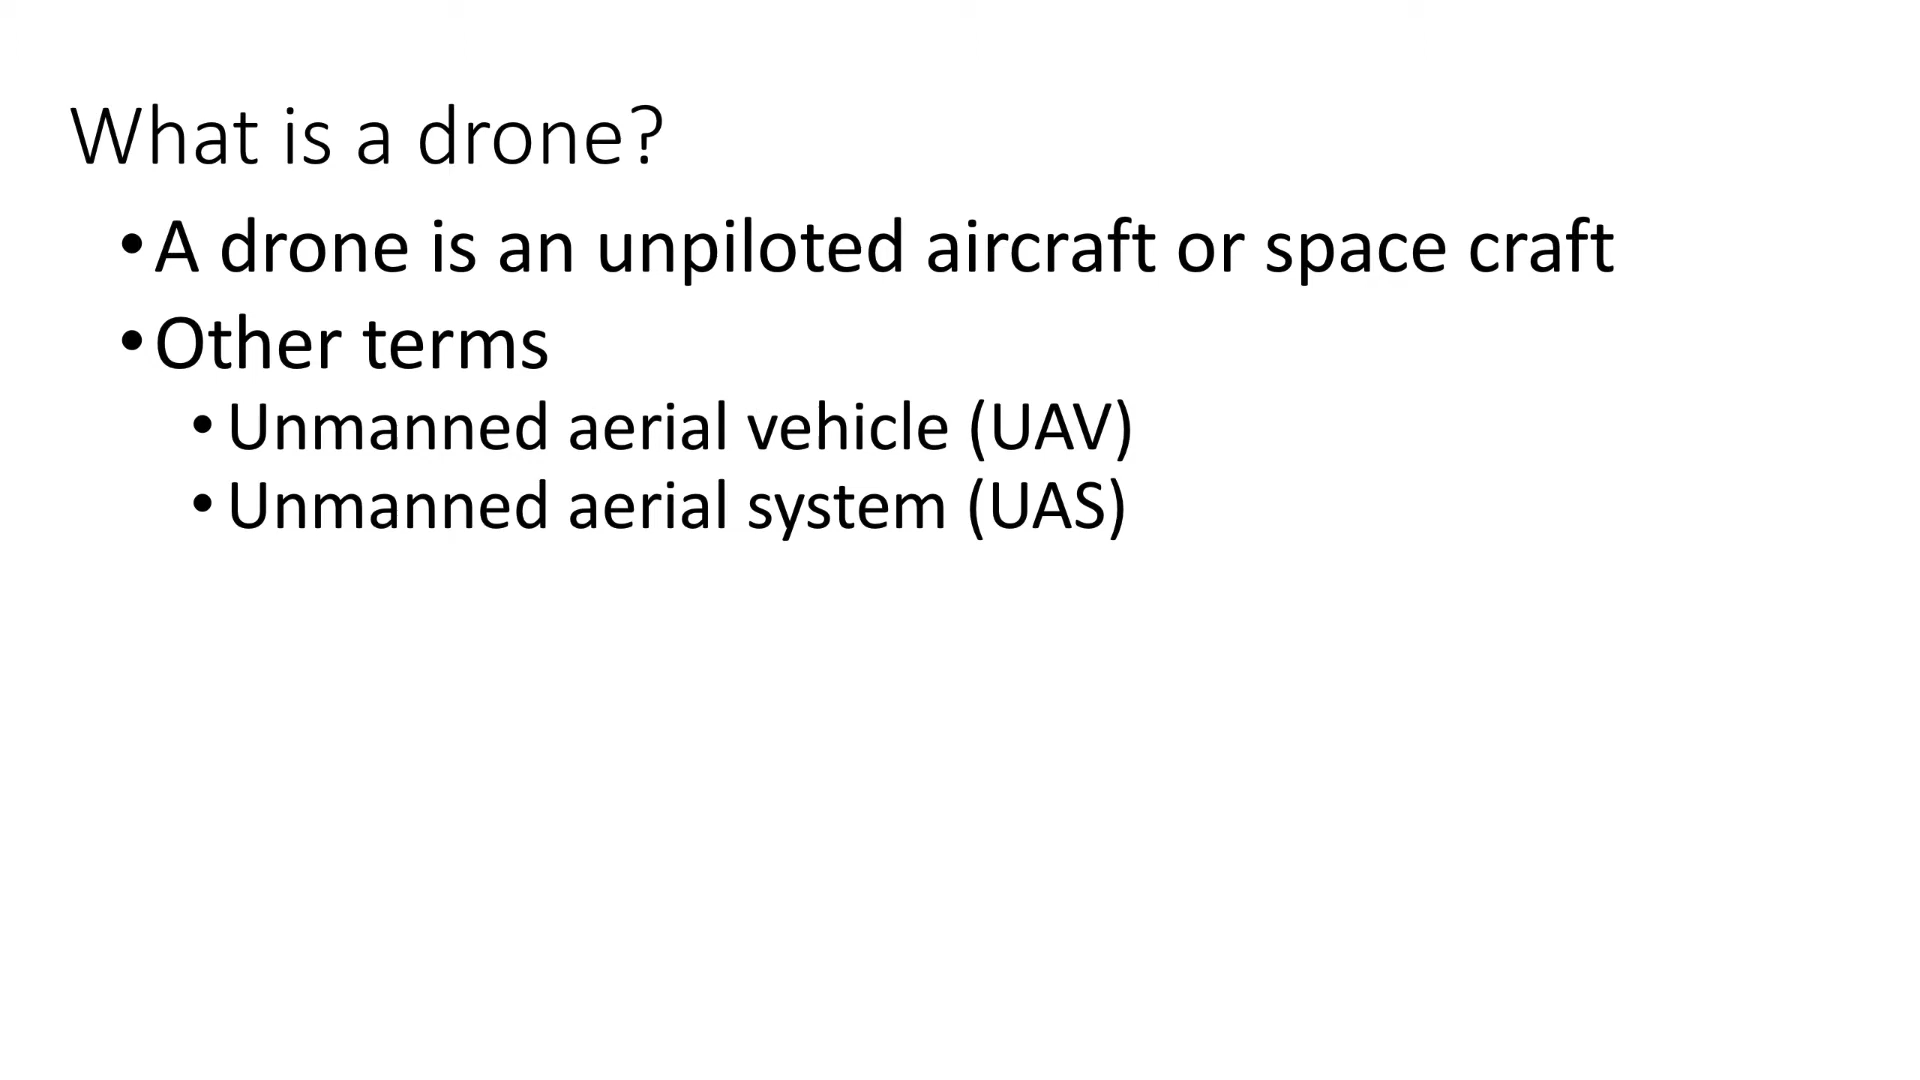 What is a drone?
•A drone is an unpiloted aircraft or space craft
•Other terms
•Unmanned aerial vehicle (UAV)
•Unmanned aerial system (UAS)